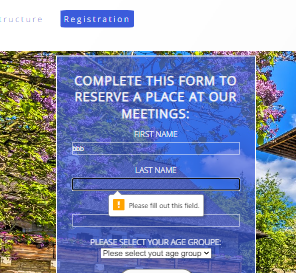 ructure Registration
COMPLETE THIS FORM TO
RESERVE A PLACE AT OUR
MEETINGS:
FIRST NAME
bbb
LAST NAME
Please fill out this field.
PLEASE SELECT YOUR AGE GROUPE:
Plese select yout age group